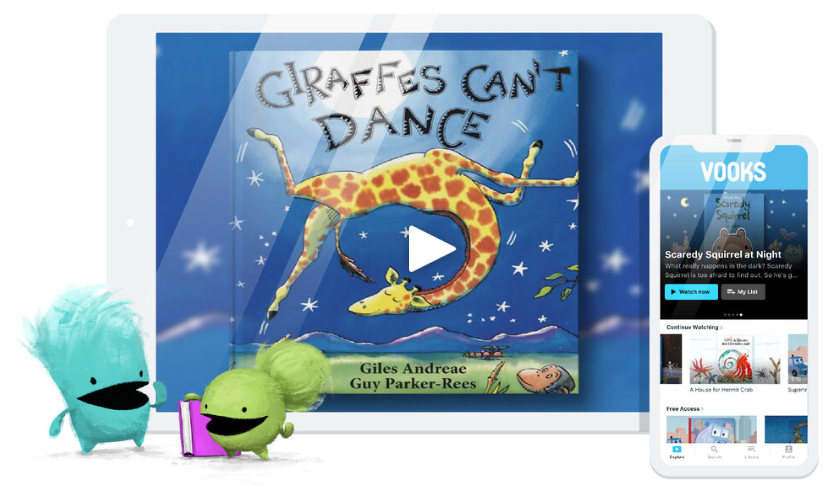 GIRAFFES CAN'T
DANCE
Giles Andreae
Guy Parker-Rees
VOOKS
Scaredy
Squirrel
Scaredy Squirrel at Night
What really happens in the dark? Scaredy
Squirrel is too afraid to find out. So he's g...
Watch now
My List
Continue Watching
A House for Hermit Crab
Supertr
Free Access
Explore
Search
Library
Profile